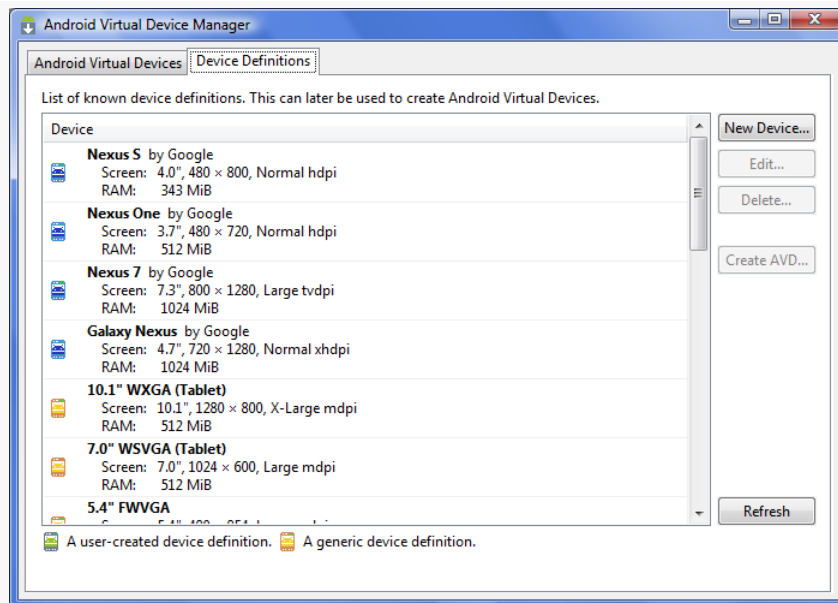 Android Virtual Device Manager
Android Virtual Devices
Device Definitions
List of known device definitions. This can later be used to create Android Virtual Devices.
Device
New Device...
Nexus S by Google
Screen: 4.0", 480 × 800, Normal hdpi
RAM: 343 MiB
Edit...
Delete...
Nexus One by Google
Screen: 3.7", 480 × 720, Normal hdpi
RAM: 512 MiB
Create AVD...
Nexus 7 by Google
Screen: 7.3", 800 × 1280, Large tvdpi
RAM: 1024 MiB
Galaxy Nexus by Google
Screen: 4.7", 720 × 1280, Normal xhdpi
RAM: 1024 MiB
10.1" WXGA (Tablet)
Screen: 10.1", 1280 × 800, X-Large mdpi
RAM: 512 MiB
7.0" WSVGA (Tablet)
Screen: 7.0", 1024 × 600, Large mdpi
RAM: 512 MiB
5.4" FWVGA
Refresh
A user-created device definition.
A generic device definition.